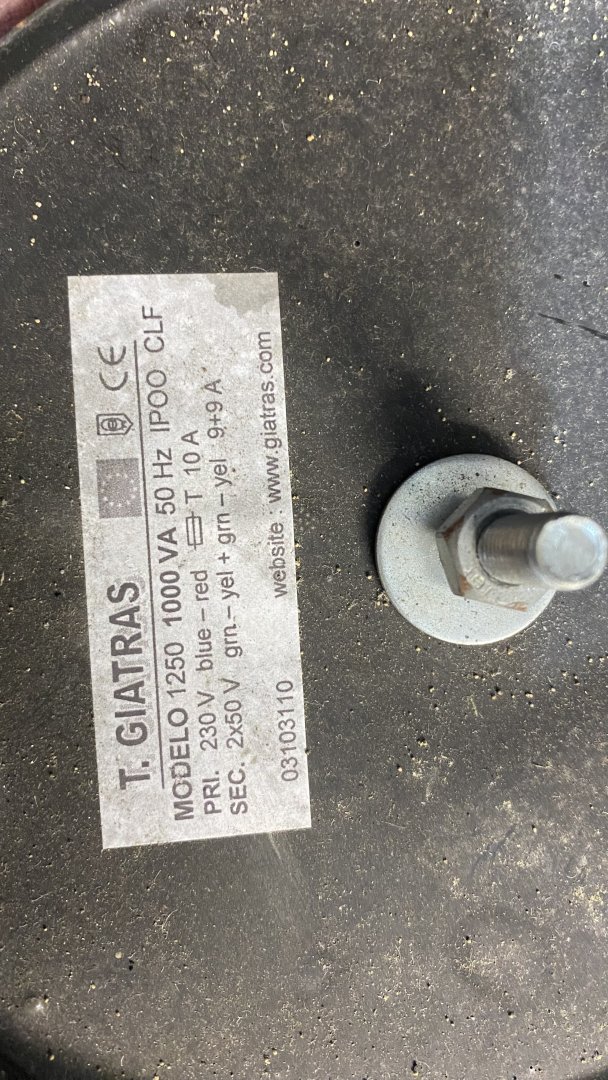 T. GIATRAS CE
MODELO 1250 1000 VA 50 Hz IPOO CLF
PRI. 230 V blue – red T 10 A
SEC. 2x50 V grn – yel + grn – yel 9+9 A
03103110 website : www.giatras.com